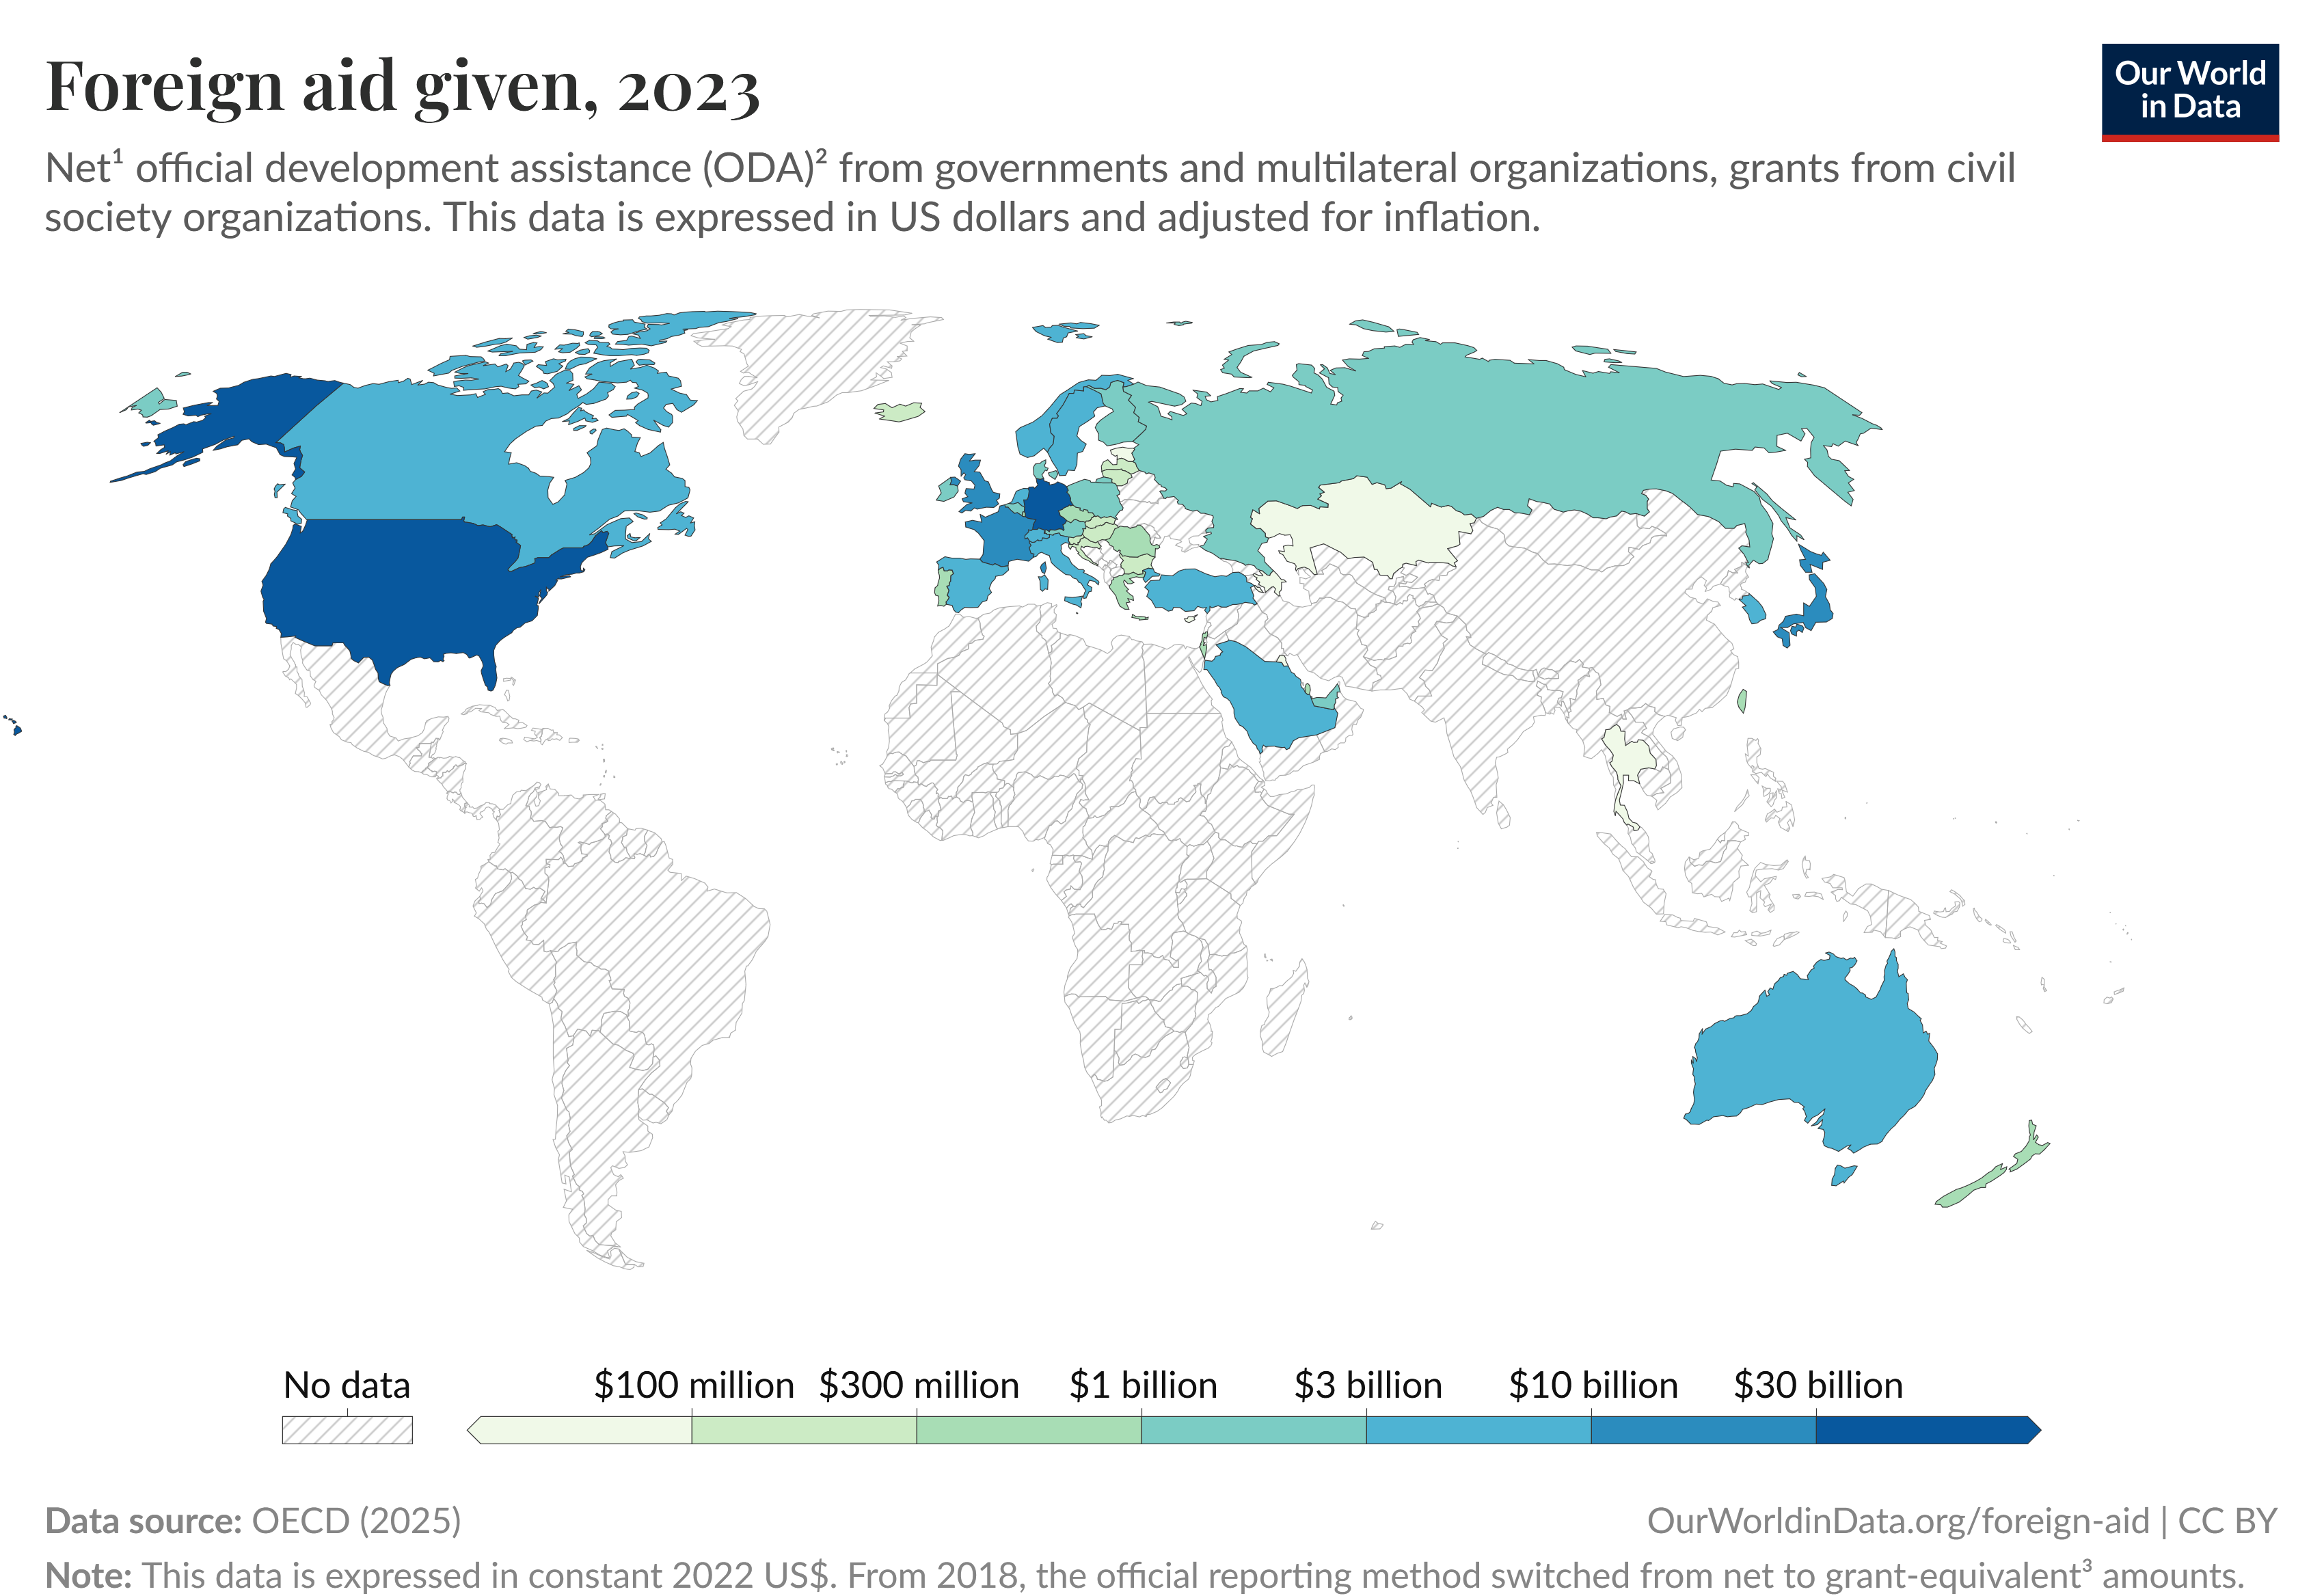 Foreign aid given, 2023
Our World
in Data
Net¹ official development assistance (ODA)² from governments and multilateral organizations, grants from civil
society organizations. This data is expressed in US dollars and adjusted for inflation.
No data
$100 million
$300 million
$1 billion
$3 billion
$10 billion
$30 billion
Data source: OECD (2025)
OurWorldinData.org/foreign-aid | CC BY
Note: This data is expressed in constant 2022 US$. From 2018, the official reporting method switched from net to grant-equivalent³ amounts.